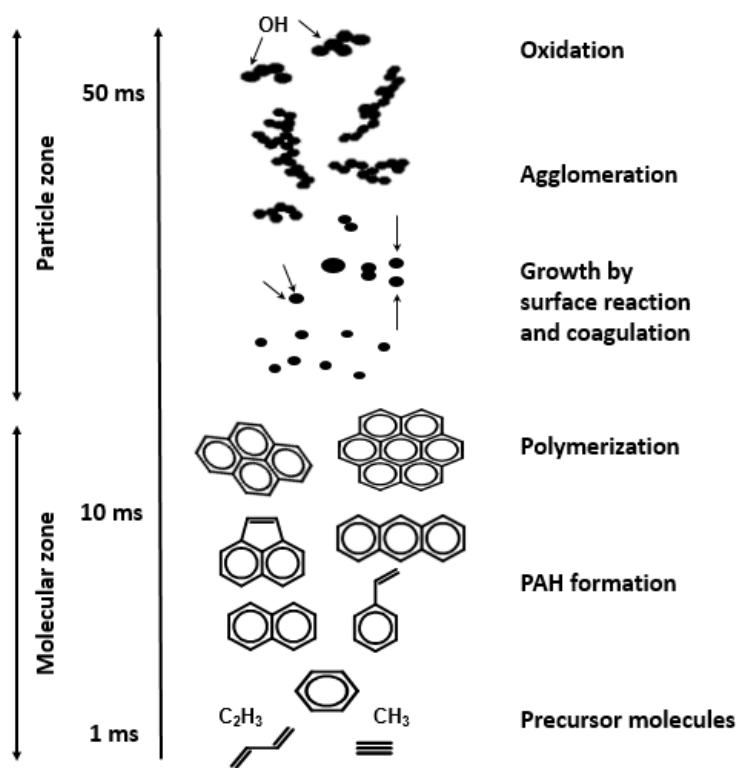 OH
Oxidation
50 ms
Particle zone
Agglomeration
Growth by
surface reaction
and coagulation
Polymerization
10 ms
Molecular zone
PAH formation
C₂H₃
CH₃
Precursor molecules
1 ms